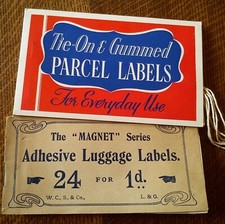 Tie-On & Gummed
PARCEL LABELS
For Everyday Use
The "MAGNET" Series
Adhesive Luggage Labels.
24 FOR 1d.
W. C., S. & Co., L. & G.